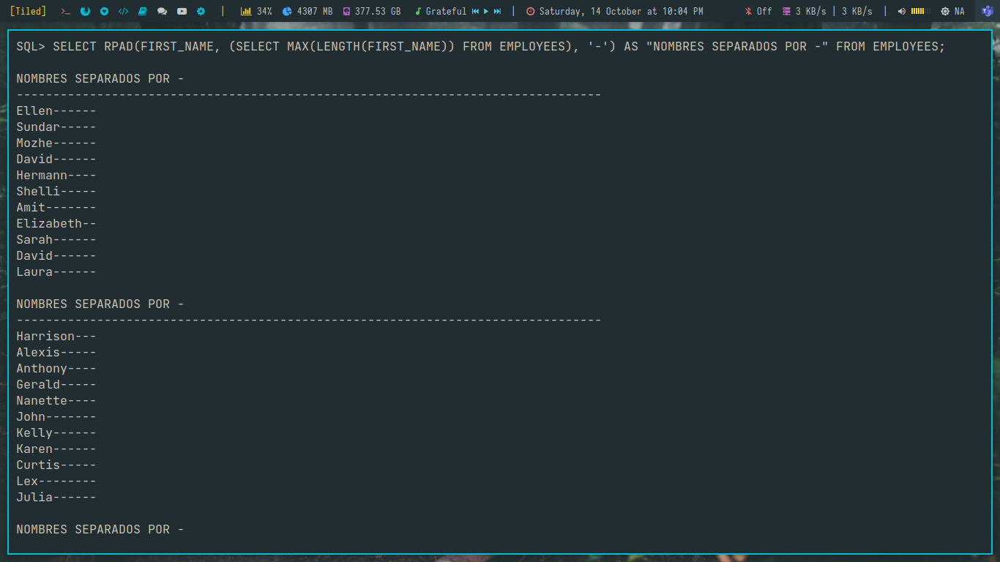 [Tiled] | 34% 4307 MB 377.53 GB Grateful | Saturday, 14 October at 10:04 PM Off 3 KB/s | 3 KB/s | NA
SQL> SELECT RPAD(FIRST_NAME, (SELECT MAX(LENGTH(FIRST_NAME)) FROM EMPLOYEES), '-') AS "NOMBRES SEPARADOS POR -" FROM EMPLOYEES;
NOMBRES SEPARADOS POR -
--------------------------------------------------------------------------------
Ellen------
Sundar-----
Mozhe------
David------
Hermann----
Shelli-----
Amit-------
Elizabeth--
Sarah------
David------
Laura------
NOMBRES SEPARADOS POR -
--------------------------------------------------------------------------------
Harrison---
Alexis-----
Anthony----
Gerald-----
Nanette----
John-------
Kelly------
Karen------
Curtis-----
Lex--------
Julia------
NOMBRES SEPARADOS POR -